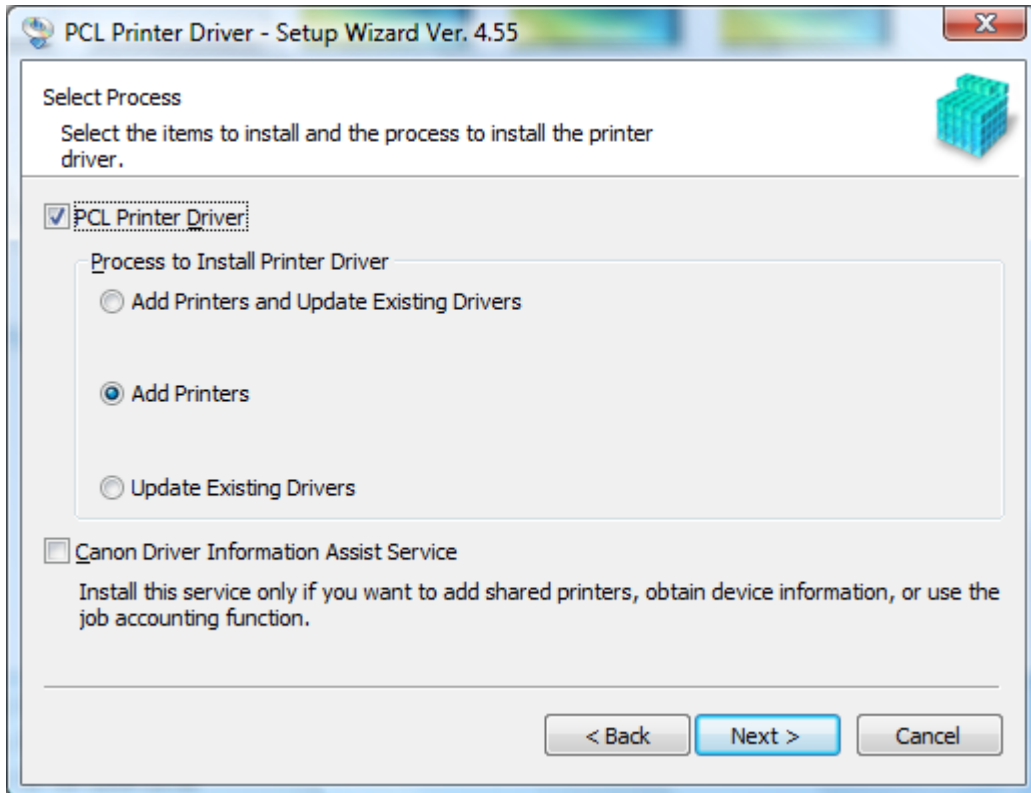 PCL Printer Driver - Setup Wizard Ver. 4.55
Select Process
Select the items to install and the process to install the printer
driver.
PCL Printer Driver
Process to Install Printer Driver
Add Printers and Update Existing Drivers
Add Printers
Update Existing Drivers
Canon Driver Information Assist Service
Install this service only if you want to add shared printers, obtain device information, or use the
job accounting function.
< Back Next > Cancel